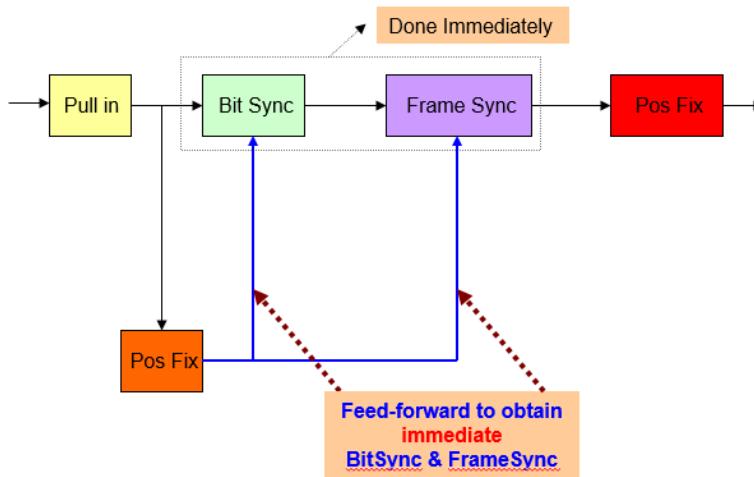 Done Immediately
Pull in
Bit Sync
Frame Sync
Pos Fix
Pos Fix
Feed-forward to obtain
immediate
BitSync & FrameSync